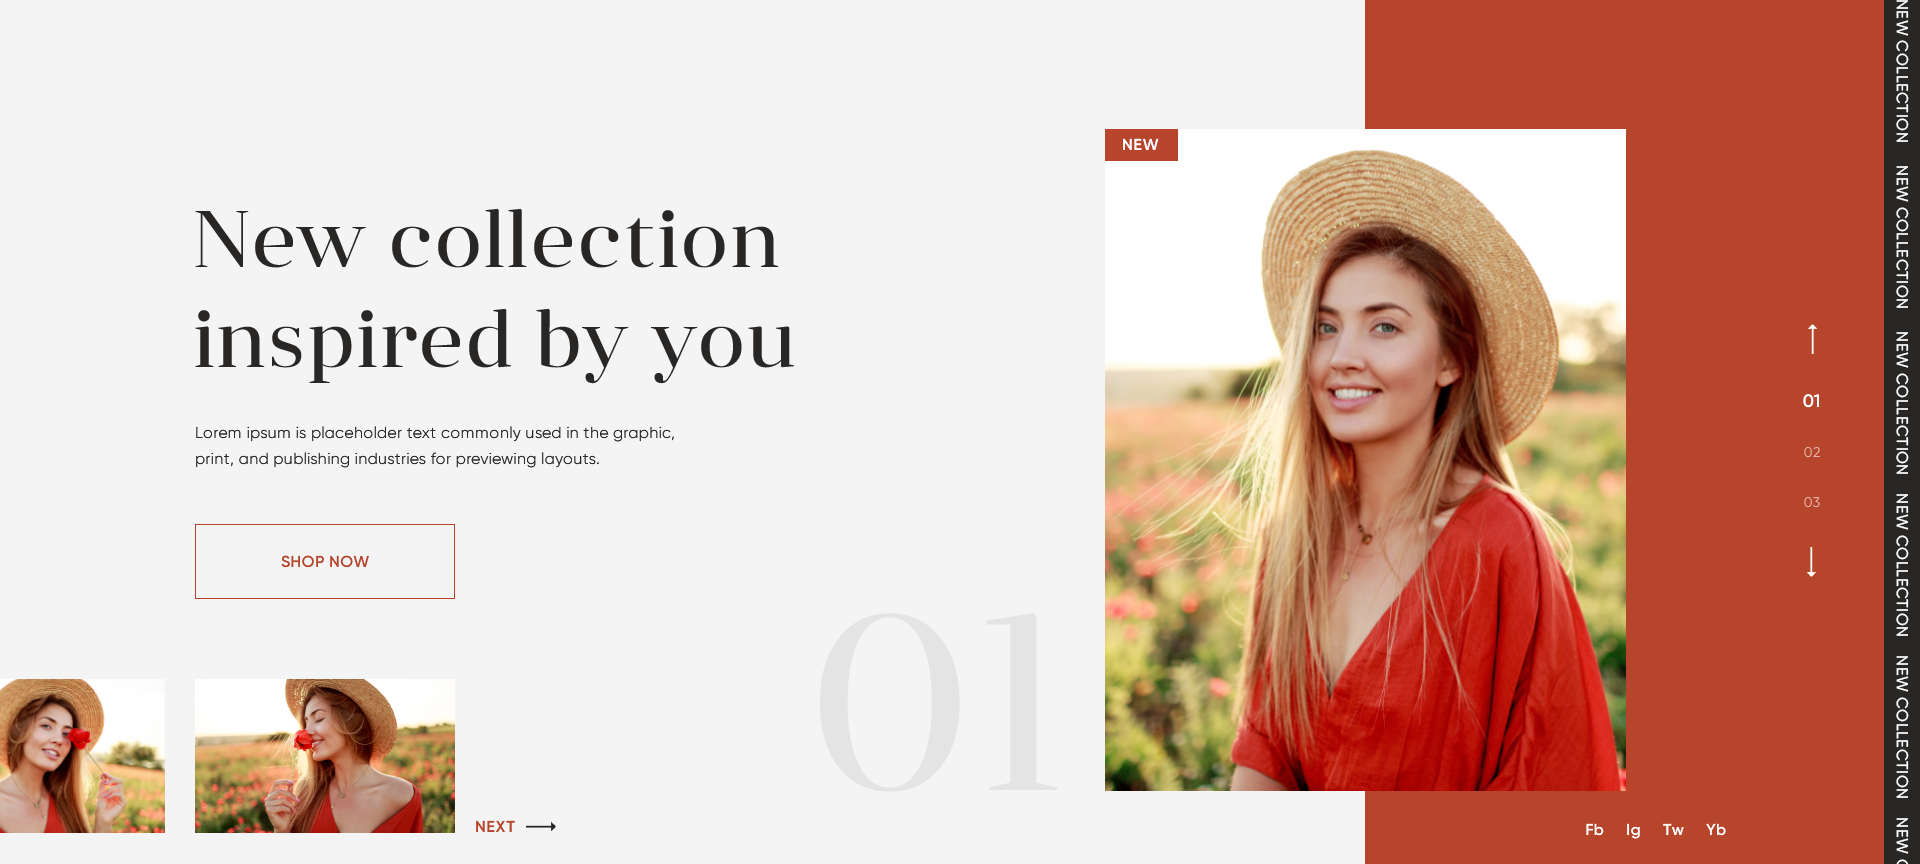 NEW
New collection
inspired by you
Lorem ipsum is placeholder text commonly used in the graphic,
print, and publishing industries for previewing layouts.
SHOP NOW
01
NEXT
01
02
03
Fb Ig Tw Yb
NEW COLLECTION
NEW COLLECTION
NEW COLLECTION
NEW COLLECTION
NEW COLLECTION
NEW